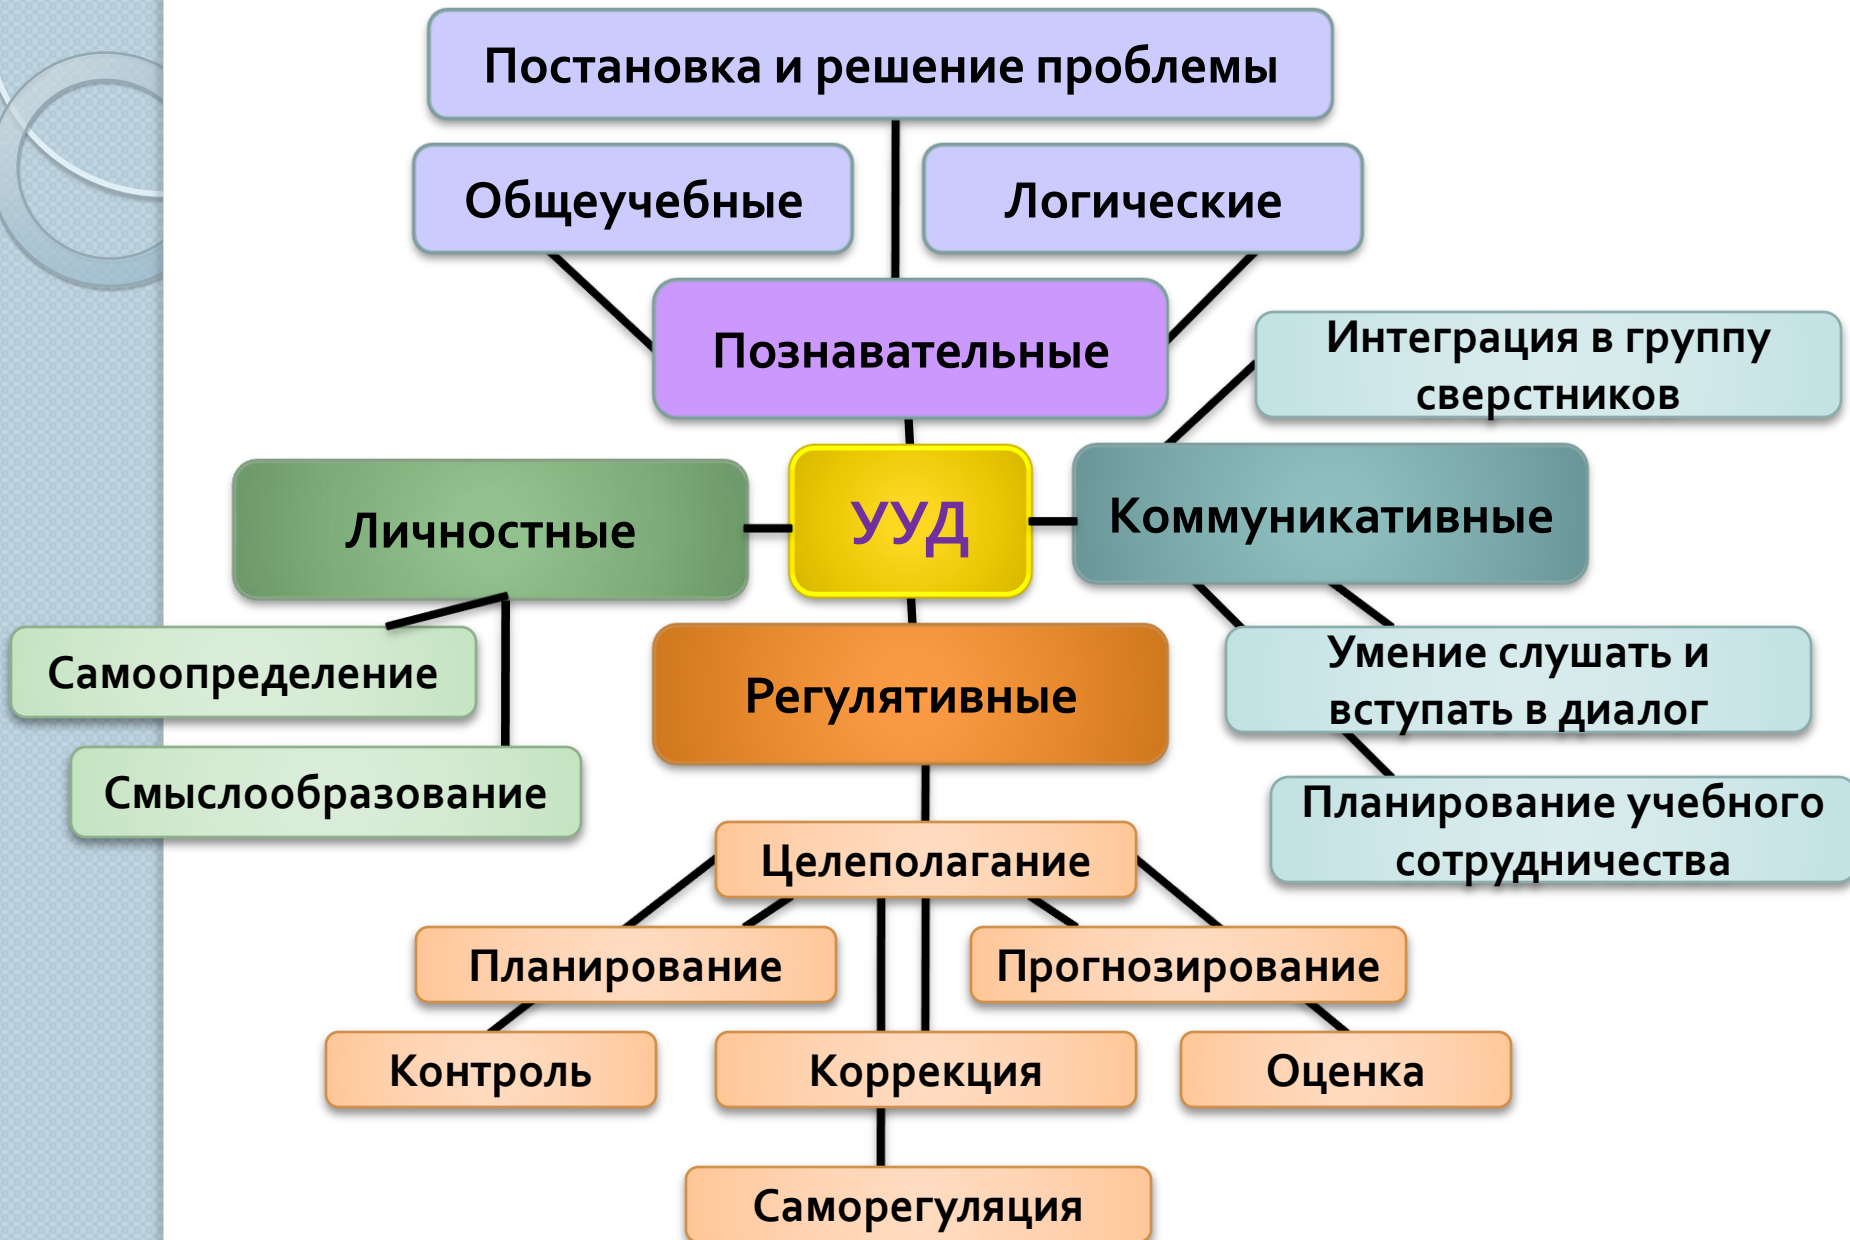 Постановка и решение проблемы
Общеучебные
Логические
Познавательные
Интеграция в группу
сверстников
Личностные
УУД
Коммуникативные
Самоопределение
Регулятивные
Умение слушать и
вступать в диалог
Смыслообразование
Планирование учебного
сотрудничества
Целеполагание
Планирование
Прогнозирование
Контроль
Коррекция
Оценка
Саморегуляция